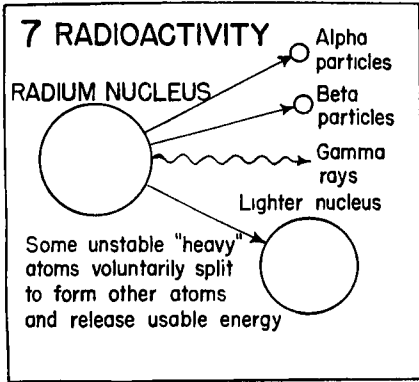 7 RADIOACTIVITY
Alpha
particles
RADIUM NUCLEUS
Beta
particles
Gamma
rays
Lighter nucleus
Some unstable "heavy"
atoms voluntarily split
to form other atoms
and release usable energy